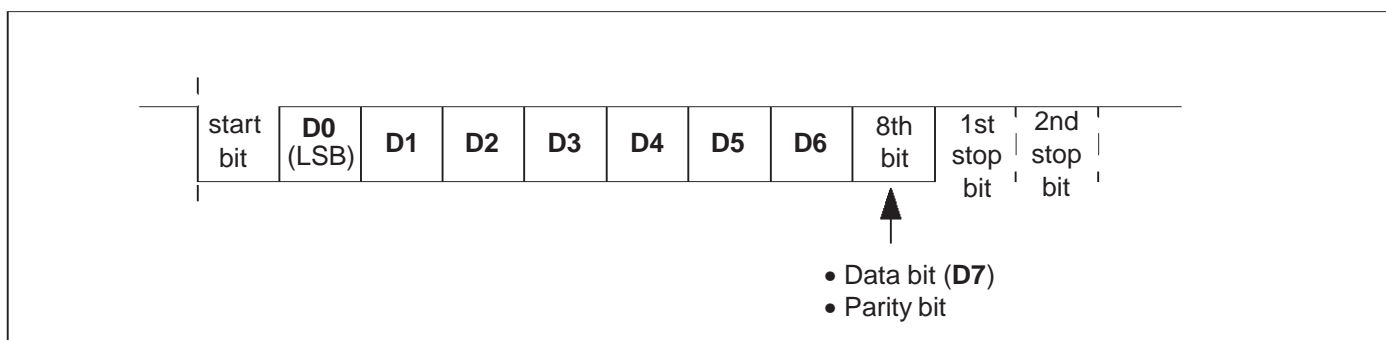 start bit
D0 (LSB)
D1
D2
D3
D4
D5
D6
8th bit
1st stop bit
2nd stop bit
• Data bit (D7)
• Parity bit